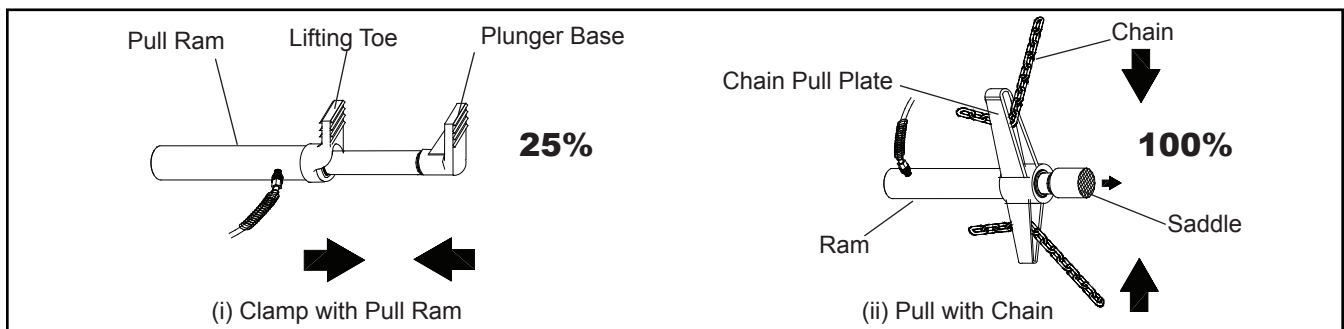 Pull Ram
Lifting Toe
Plunger Base
25%
(i) Clamp with Pull Ram
Chain
Chain Pull Plate
100%
Ram
Saddle
(ii) Pull with Chain